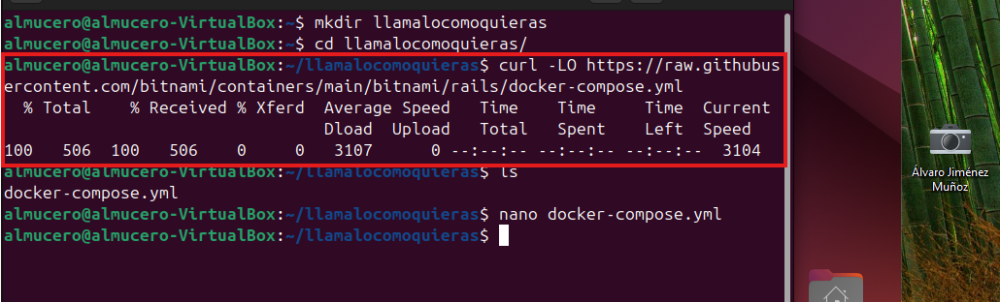 almucero@almucero-VirtualBox:~$ mkdir llamalocomoquieras
almucero@almucero-VirtualBox:~$ cd llamalocomoquieras/
almucero@almucero-VirtualBox:~/llamalocomoquieras$ curl -LO https://raw.githubus
ercontent.com/bitnami/containers/main/bitnami/rails/docker-compose.yml
% Total % Received % Xferd Average Speed Time Time Time Current
Dload Upload Total Spent Left Speed
100 506 100 506 0 0 3107 0 --:--:-- --:--:-- --:--:-- 3104
almucero@almucero-VirtualBox:~/llamalocomoquieras$ ls
docker-compose.yml
almucero@almucero-VirtualBox:~/llamalocomoquieras$ nano docker-compose.yml
almucero@almucero-VirtualBox:~/llamalocomoquieras$
Álvaro Jiménez
Muñoz